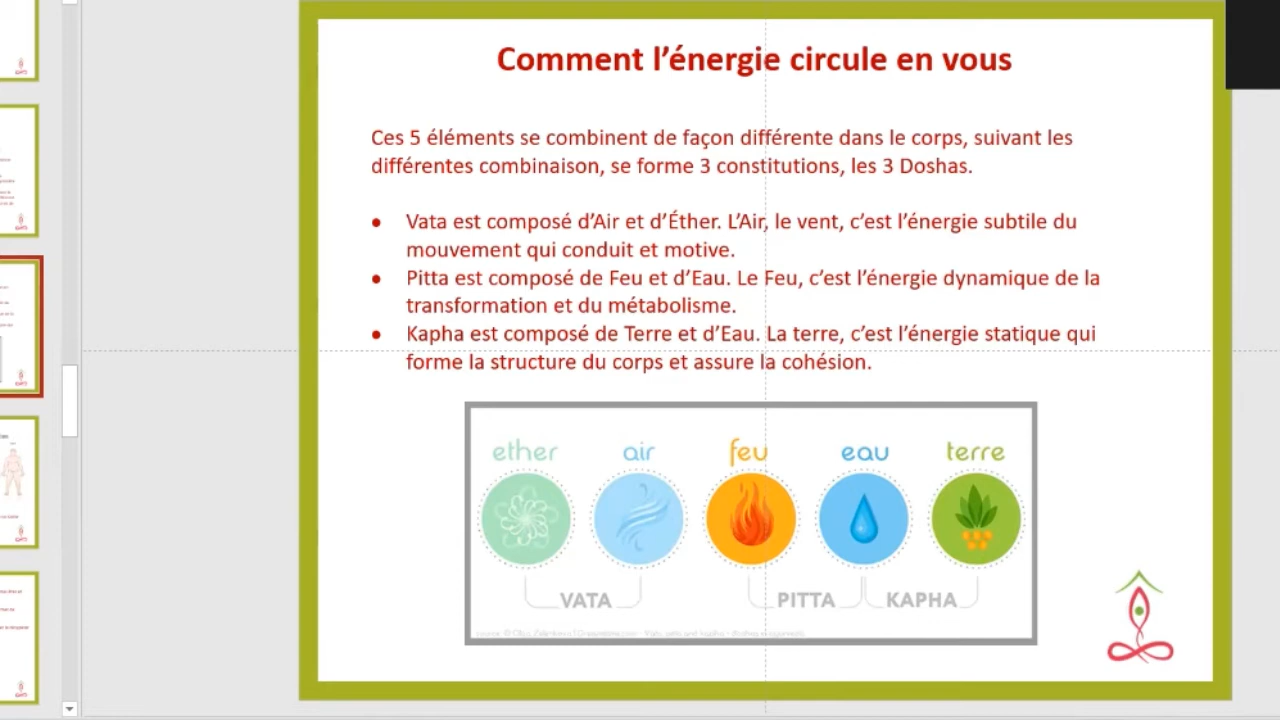 Comment l’énergie circule en vous
Ces 5 éléments se combinent de façon différente dans le corps, suivant les
différentes combinaison, se forme 3 constitutions, les 3 Doshas.
• Vata est composé d’Air et d’Éther. L’Air, le vent, c’est l’énergie subtile du
mouvement qui conduit et motive.
• Pitta est composé de Feu et d’Eau. Le Feu, c’est l’énergie dynamique de la
transformation et du métabolisme.
• Kapha est composé de Terre et d’Eau. La terre, c’est l’énergie statique qui
forme la structure du corps et assure la cohésion.
ether air feu eau terre
VATA PITTA KAPHA